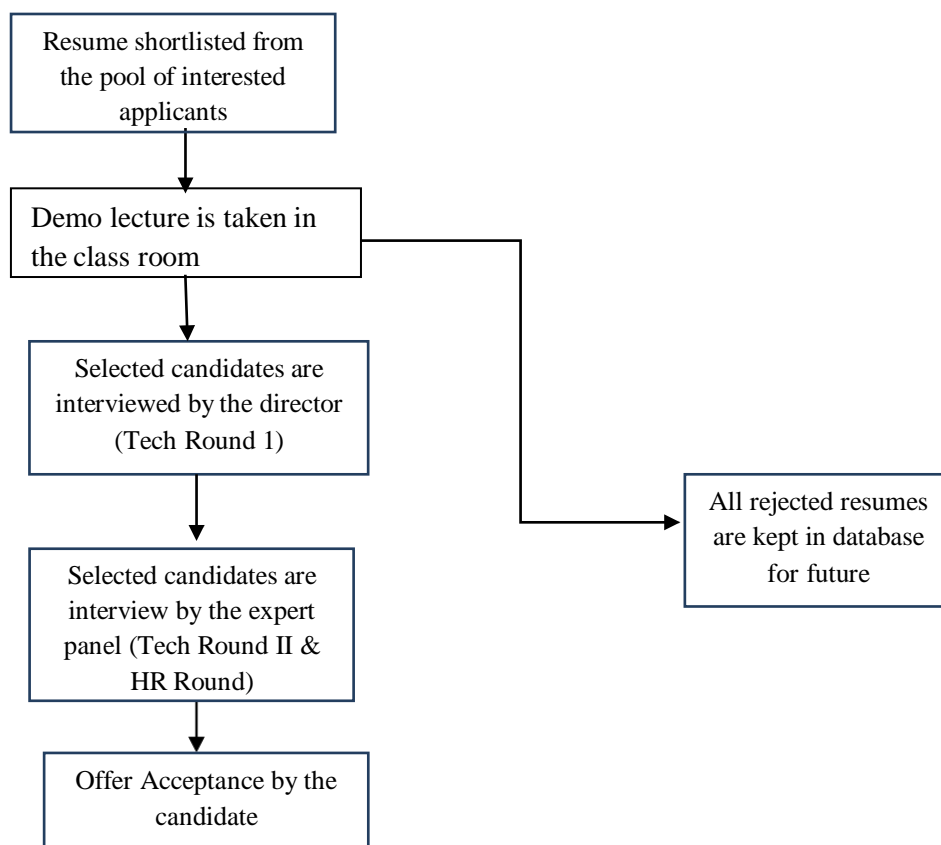 Resume shortlisted from
the pool of interested
applicants
Demo lecture is taken in
the class room
Selected candidates are
interviewed by the director
(Tech Round 1)
All rejected resumes
are kept in database
for future
Selected candidates are
interview by the expert
panel (Tech Round II &
HR Round)
Offer Acceptance by the
candidate